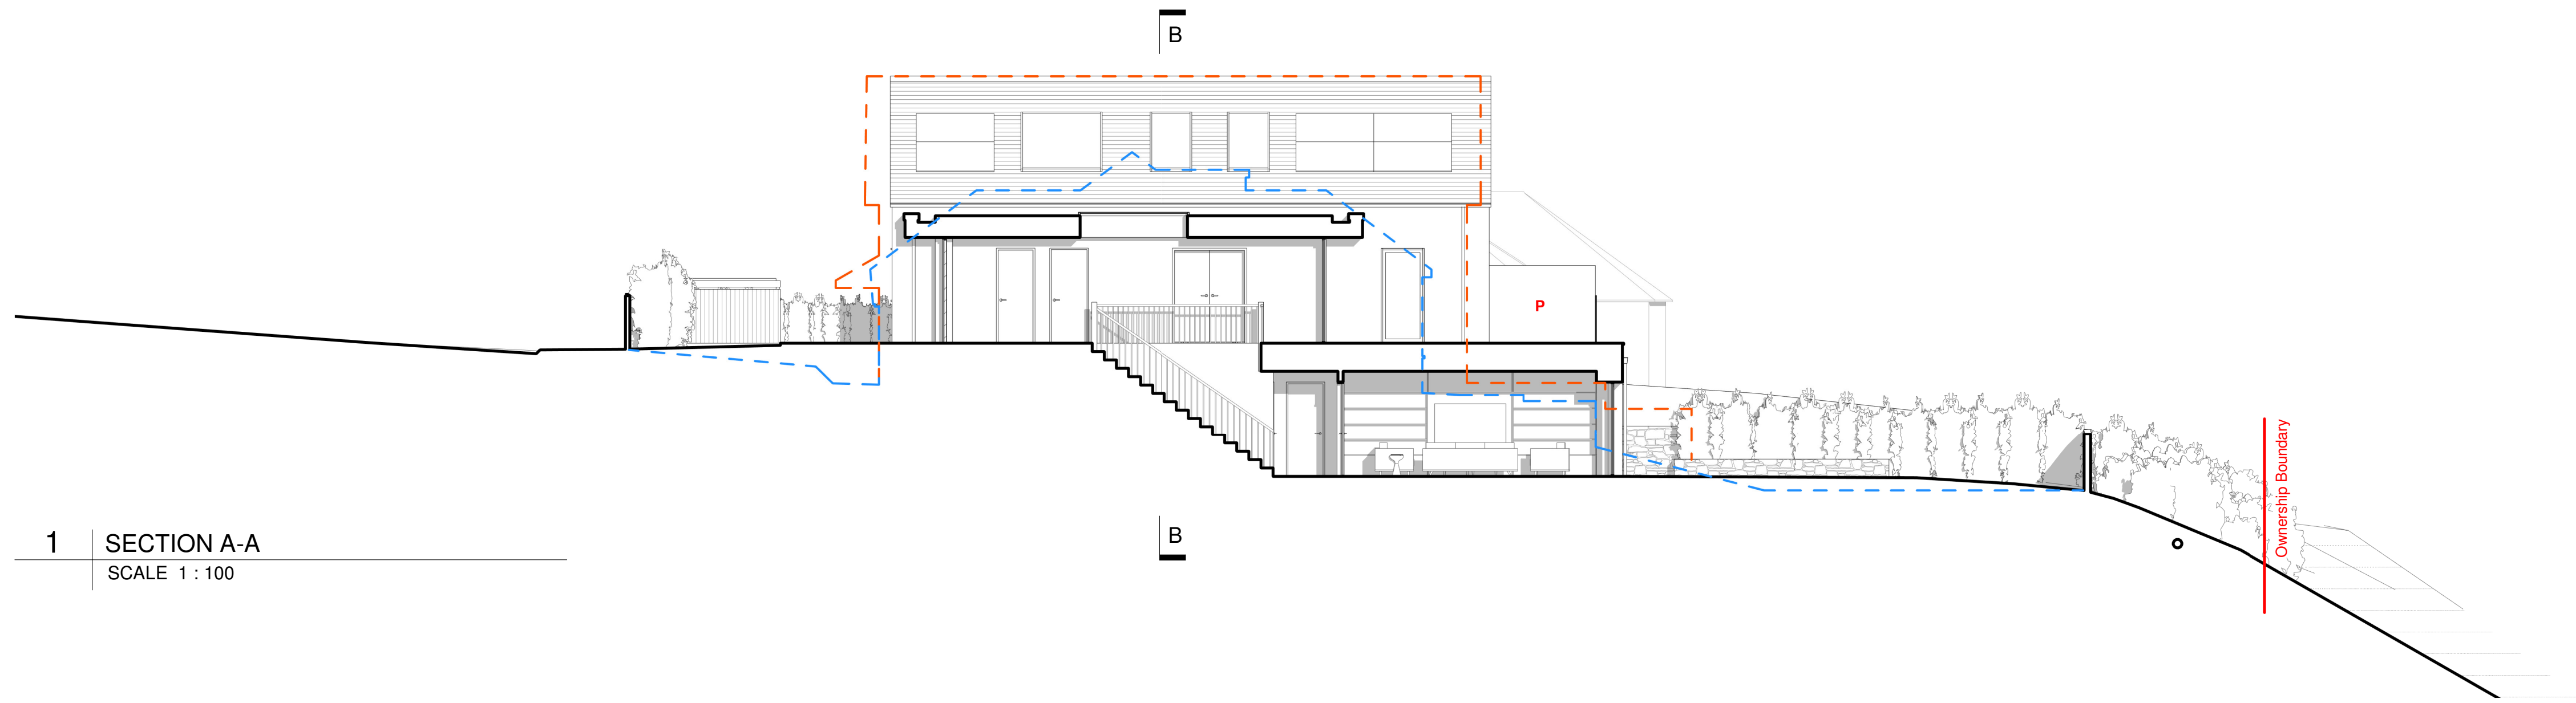 B
P
Ownership Boundary
B
1 SECTION A-A
SCALE 1 : 100